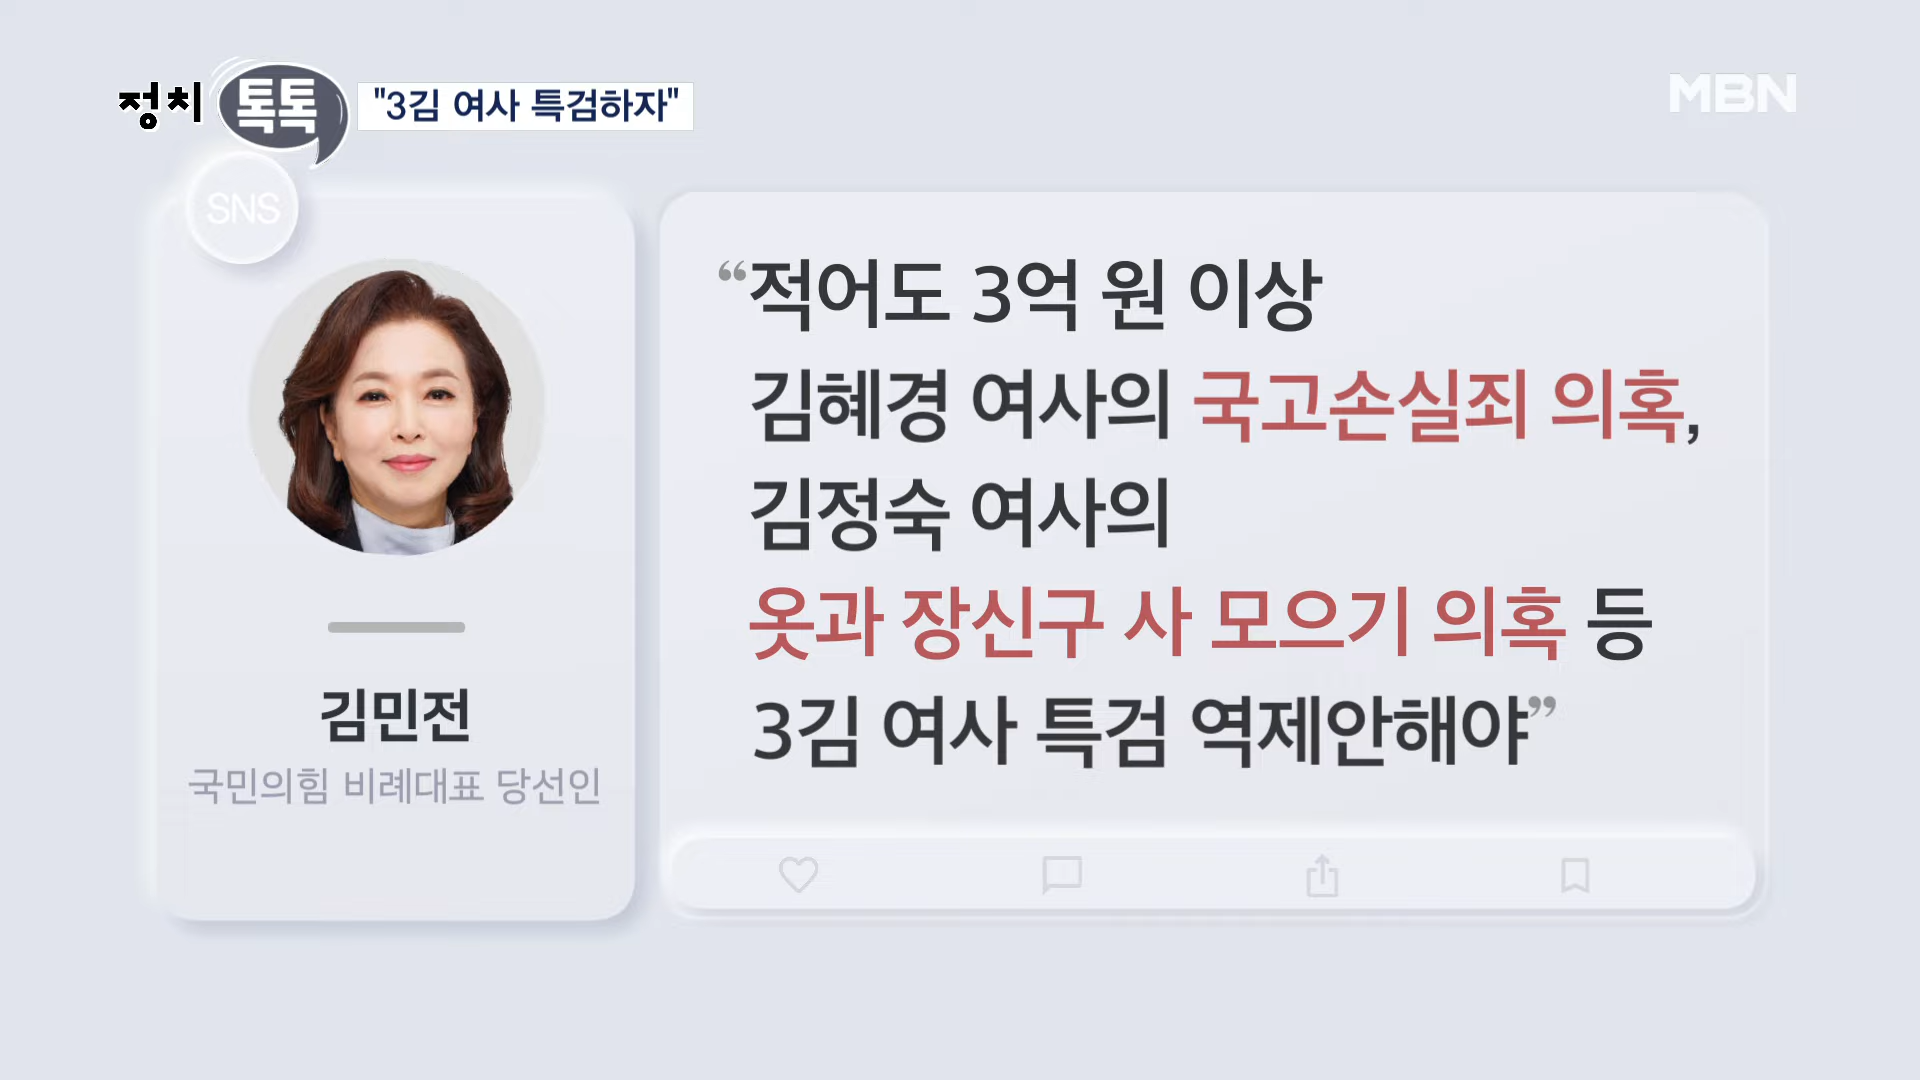 정치 톡톡 "3김 여사 특검하자"
MBN
SNS
김민전
국민의힘 비례대표 당선인
“적어도 3억 원 이상
김혜경 여사의 국고손실죄 의혹,
김정숙 여사의
옷과 장신구 사 모으기 의혹 등
3김 여사 특검 역제안해야”